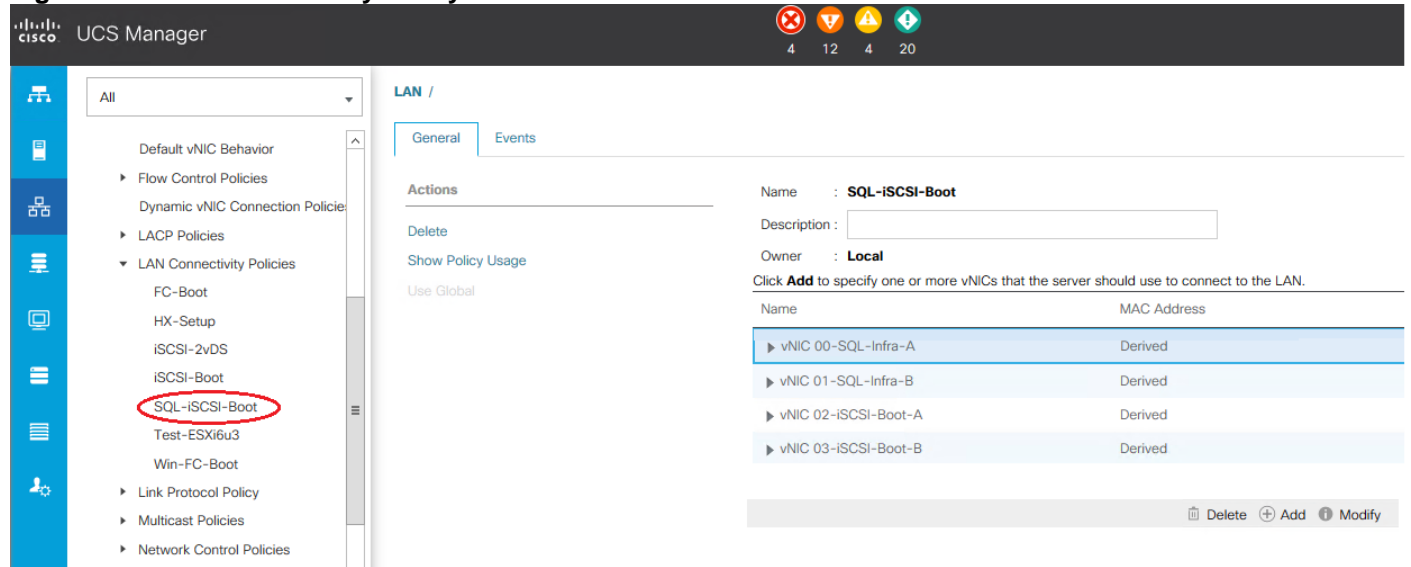 cisco UCS Manager
4 12 4 20
All
Default vNIC Behavior
Flow Control Policies
Dynamic vNIC Connection Policie
LACP Policies
LAN Connectivity Policies
FC-Boot
HX-Setup
iSCSI-2vDS
iSCSI-Boot
SQL-iSCSI-Boot
Test-ESXi6u3
Win-FC-Boot
Link Protocol Policy
Multicast Policies
Network Control Policies
LAN /
General Events
Actions
Delete
Show Policy Usage
Use Global
Name : SQL-iSCSI-Boot
Description :
Owner : Local
Click Add to specify one or more vNICs that the server should use to connect to the LAN.
Name MAC Address
vNIC 00-SQL-Infra-A Derived
vNIC 01-SQL-Infra-B Derived
vNIC 02-iSCSI-Boot-A Derived
vNIC 03-iSCSI-Boot-B Derived
Delete Add Modify